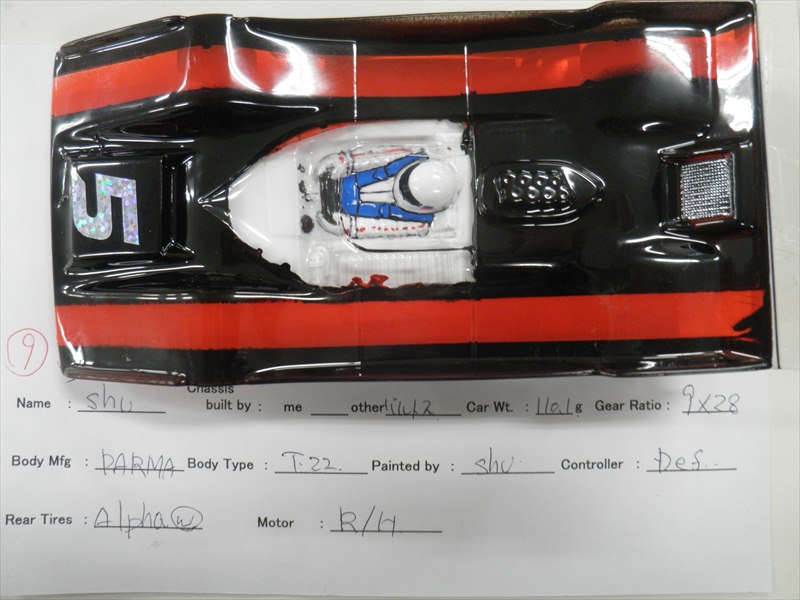 5
9
Chassis
Name : shu built by : me other Car Wt. : 110.1 g Gear Ratio : 9X28
Body Mfg : PARMA Body Type : T-22. Painted by : shu Controller : Def..
Rear Tires : Alpha Ⓦ Motor : R/H